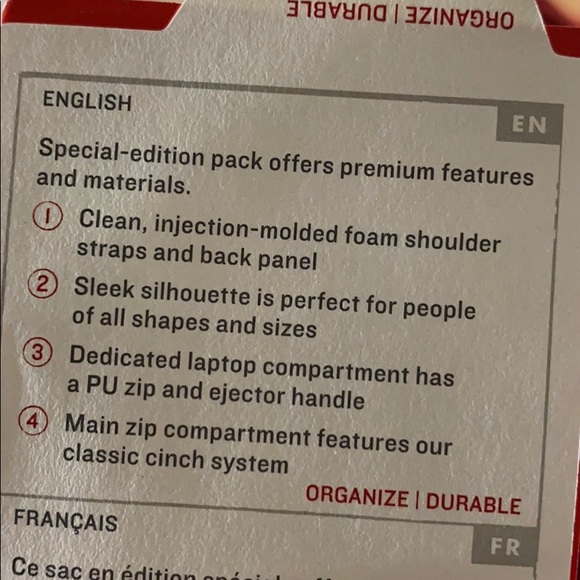 ORGANIZE | DURABLE
ENGLISH
EN
Special-edition pack offers premium features
and materials.
1 Clean, injection-molded foam shoulder
straps and back panel
2 Sleek silhouette is perfect for people
of all shapes and sizes
3 Dedicated laptop compartment has
a PU zip and ejector handle
4 Main zip compartment features our
classic cinch system
ORGANIZE | DURABLE
FRANÇAIS
FR
Ce sac en édition